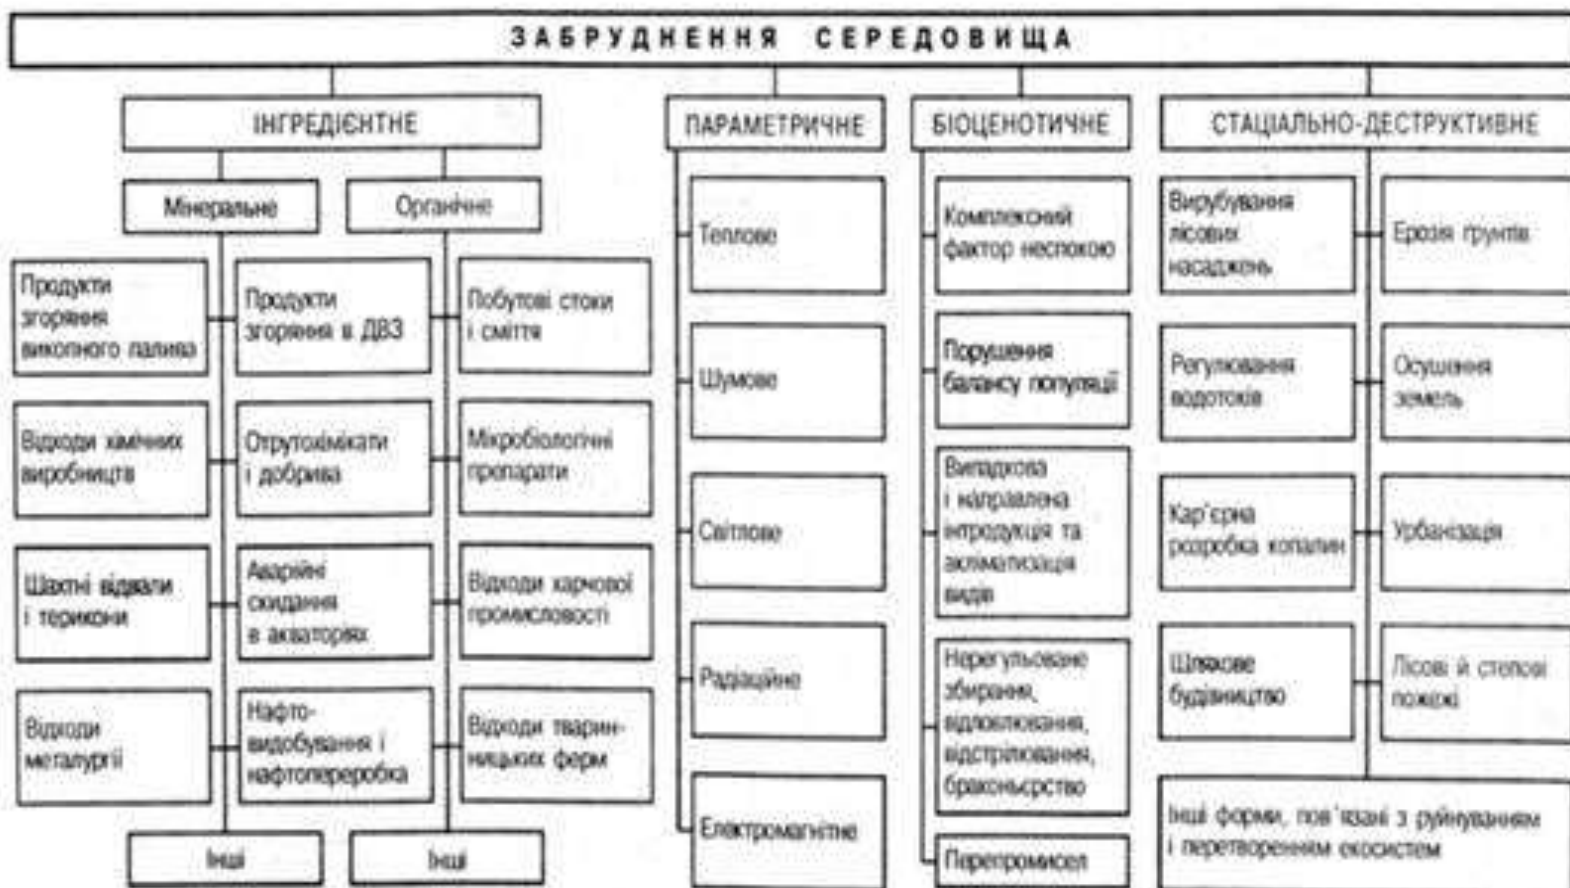 ЗАБРУДНЕННЯ СЕРЕДОВИЩА
ІНГРЕДІЄНТНЕ
Мінеральне
Органічне
Продукти
згоряння
викопного палива
Продукти
згоряння в ДВЗ
Побутові стоки
і сміття
Відходи хімічних
виробництв
Отрутохімікати
і добрива
Мікробіологічні
препарати
Шахтні відвали
і терикони
Аварійні
скидання
в акваторіях
Відходи харчової
промисловості
Відходи
металургії
Нафто-
видобування і
нафтопереробка
Відходи тварин-
ницьких ферм
Інші
Інші
ПАРАМЕТРИЧНЕ
Теплове
Шумове
Світлове
Радіаційне
Електромагнітне
БІОЦЕНОТИЧНЕ
Комплексний
фактор неспокою
Порушення
балансу популяції
Випадкова
і направлена
інтродукція та
акліматизація
видів
Нерегульоване
збирання,
відловлювання,
відстрілювання,
браконьєрство
Перепромисел
СТАЦІАЛЬНО-ДЕСТРУКТИВНЕ
Вирубування
лісових
насаджень
Ерозія ґрунтів
Регулювання
водотоків
Осушення
земель
Кар'єрна
розробка копалин
Урбанізація
Шляхове
будівництво
Лісові й степові
пожежі
Інші форми, пов'язані з руйнуванням
і перетворенням екосистем